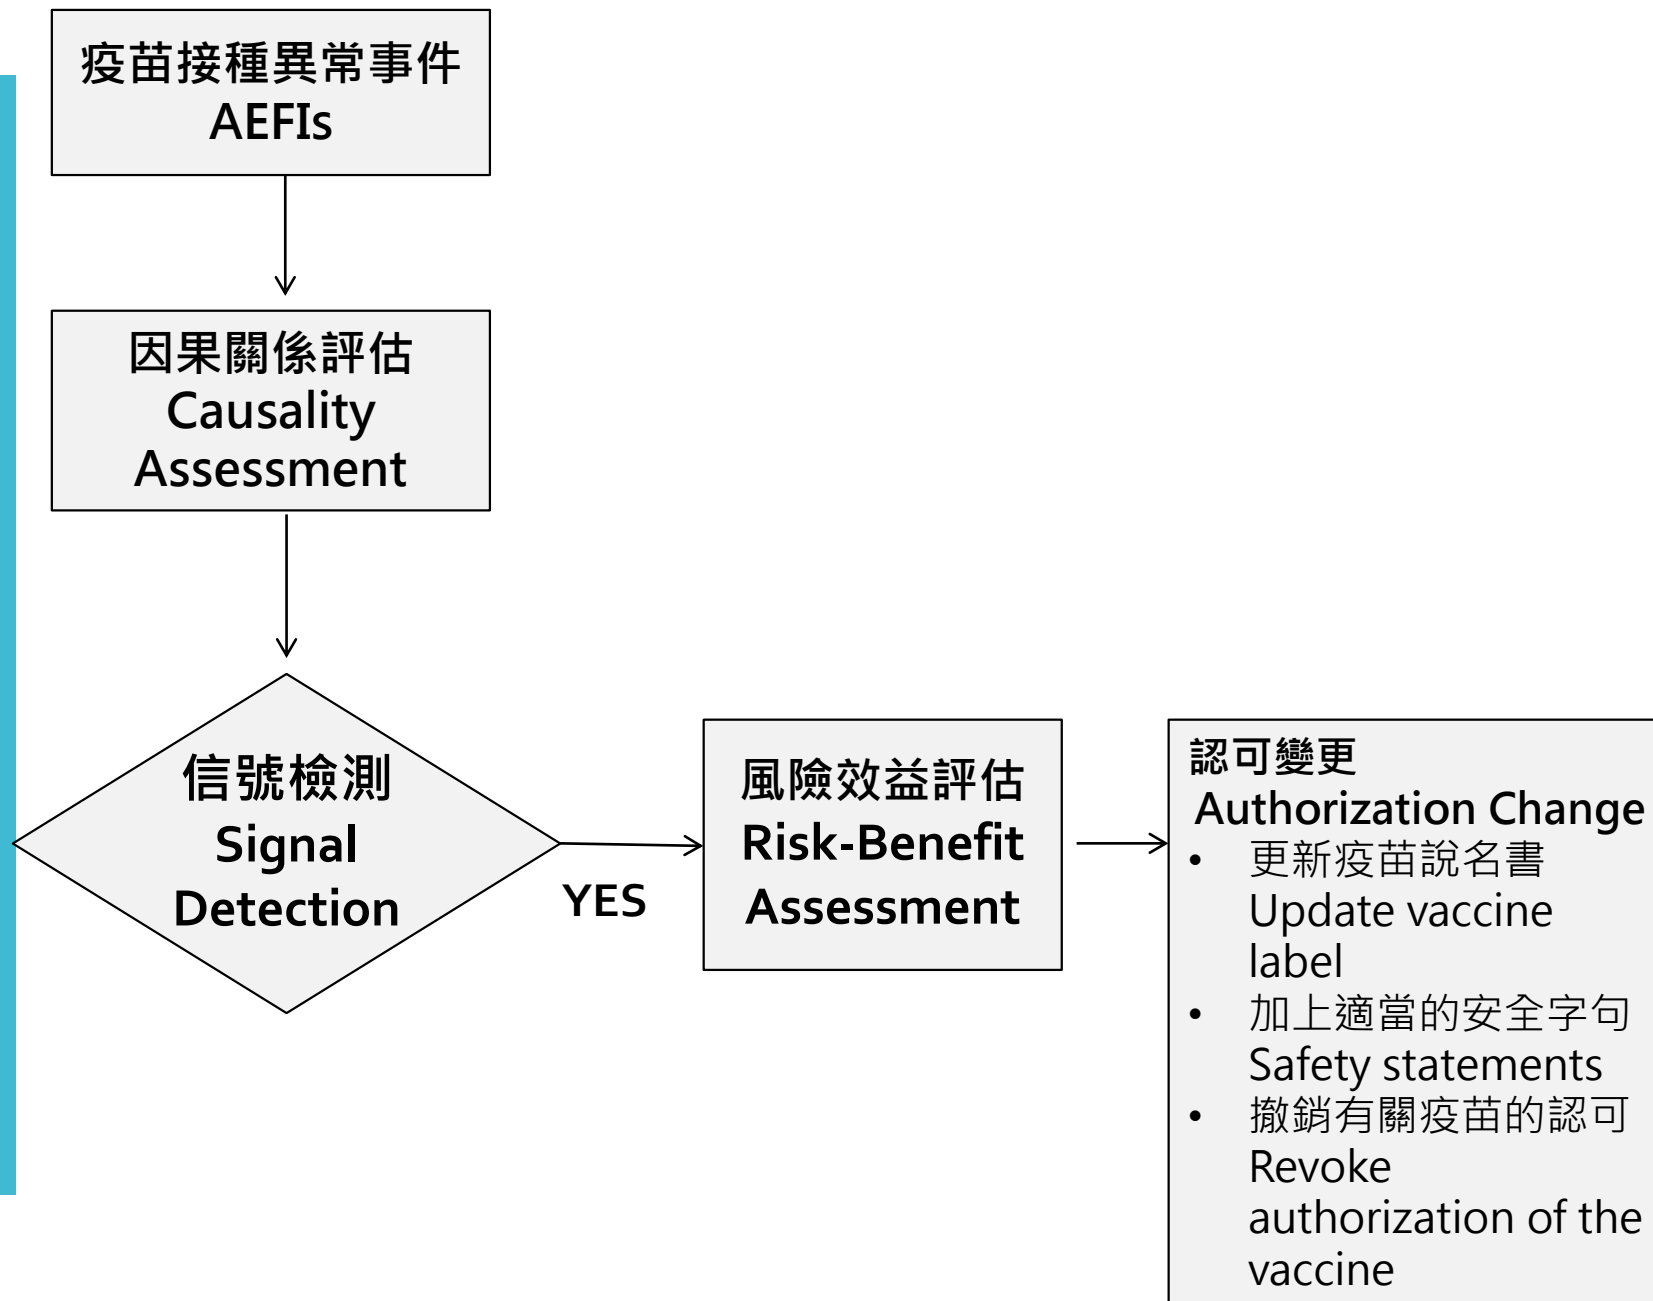 疫苗接種異常事件
AEFIs
因果關係評估
Causality
Assessment
信號檢測
Signal
Detection
YES
風險效益評估
Risk-Benefit
Assessment
認可變更
Authorization Change
• 更新疫苗說名書
Update vaccine
label
• 加上適當的安全字句
Safety statements
• 撤銷有關疫苗的認可
Revoke
authorization of the
vaccine